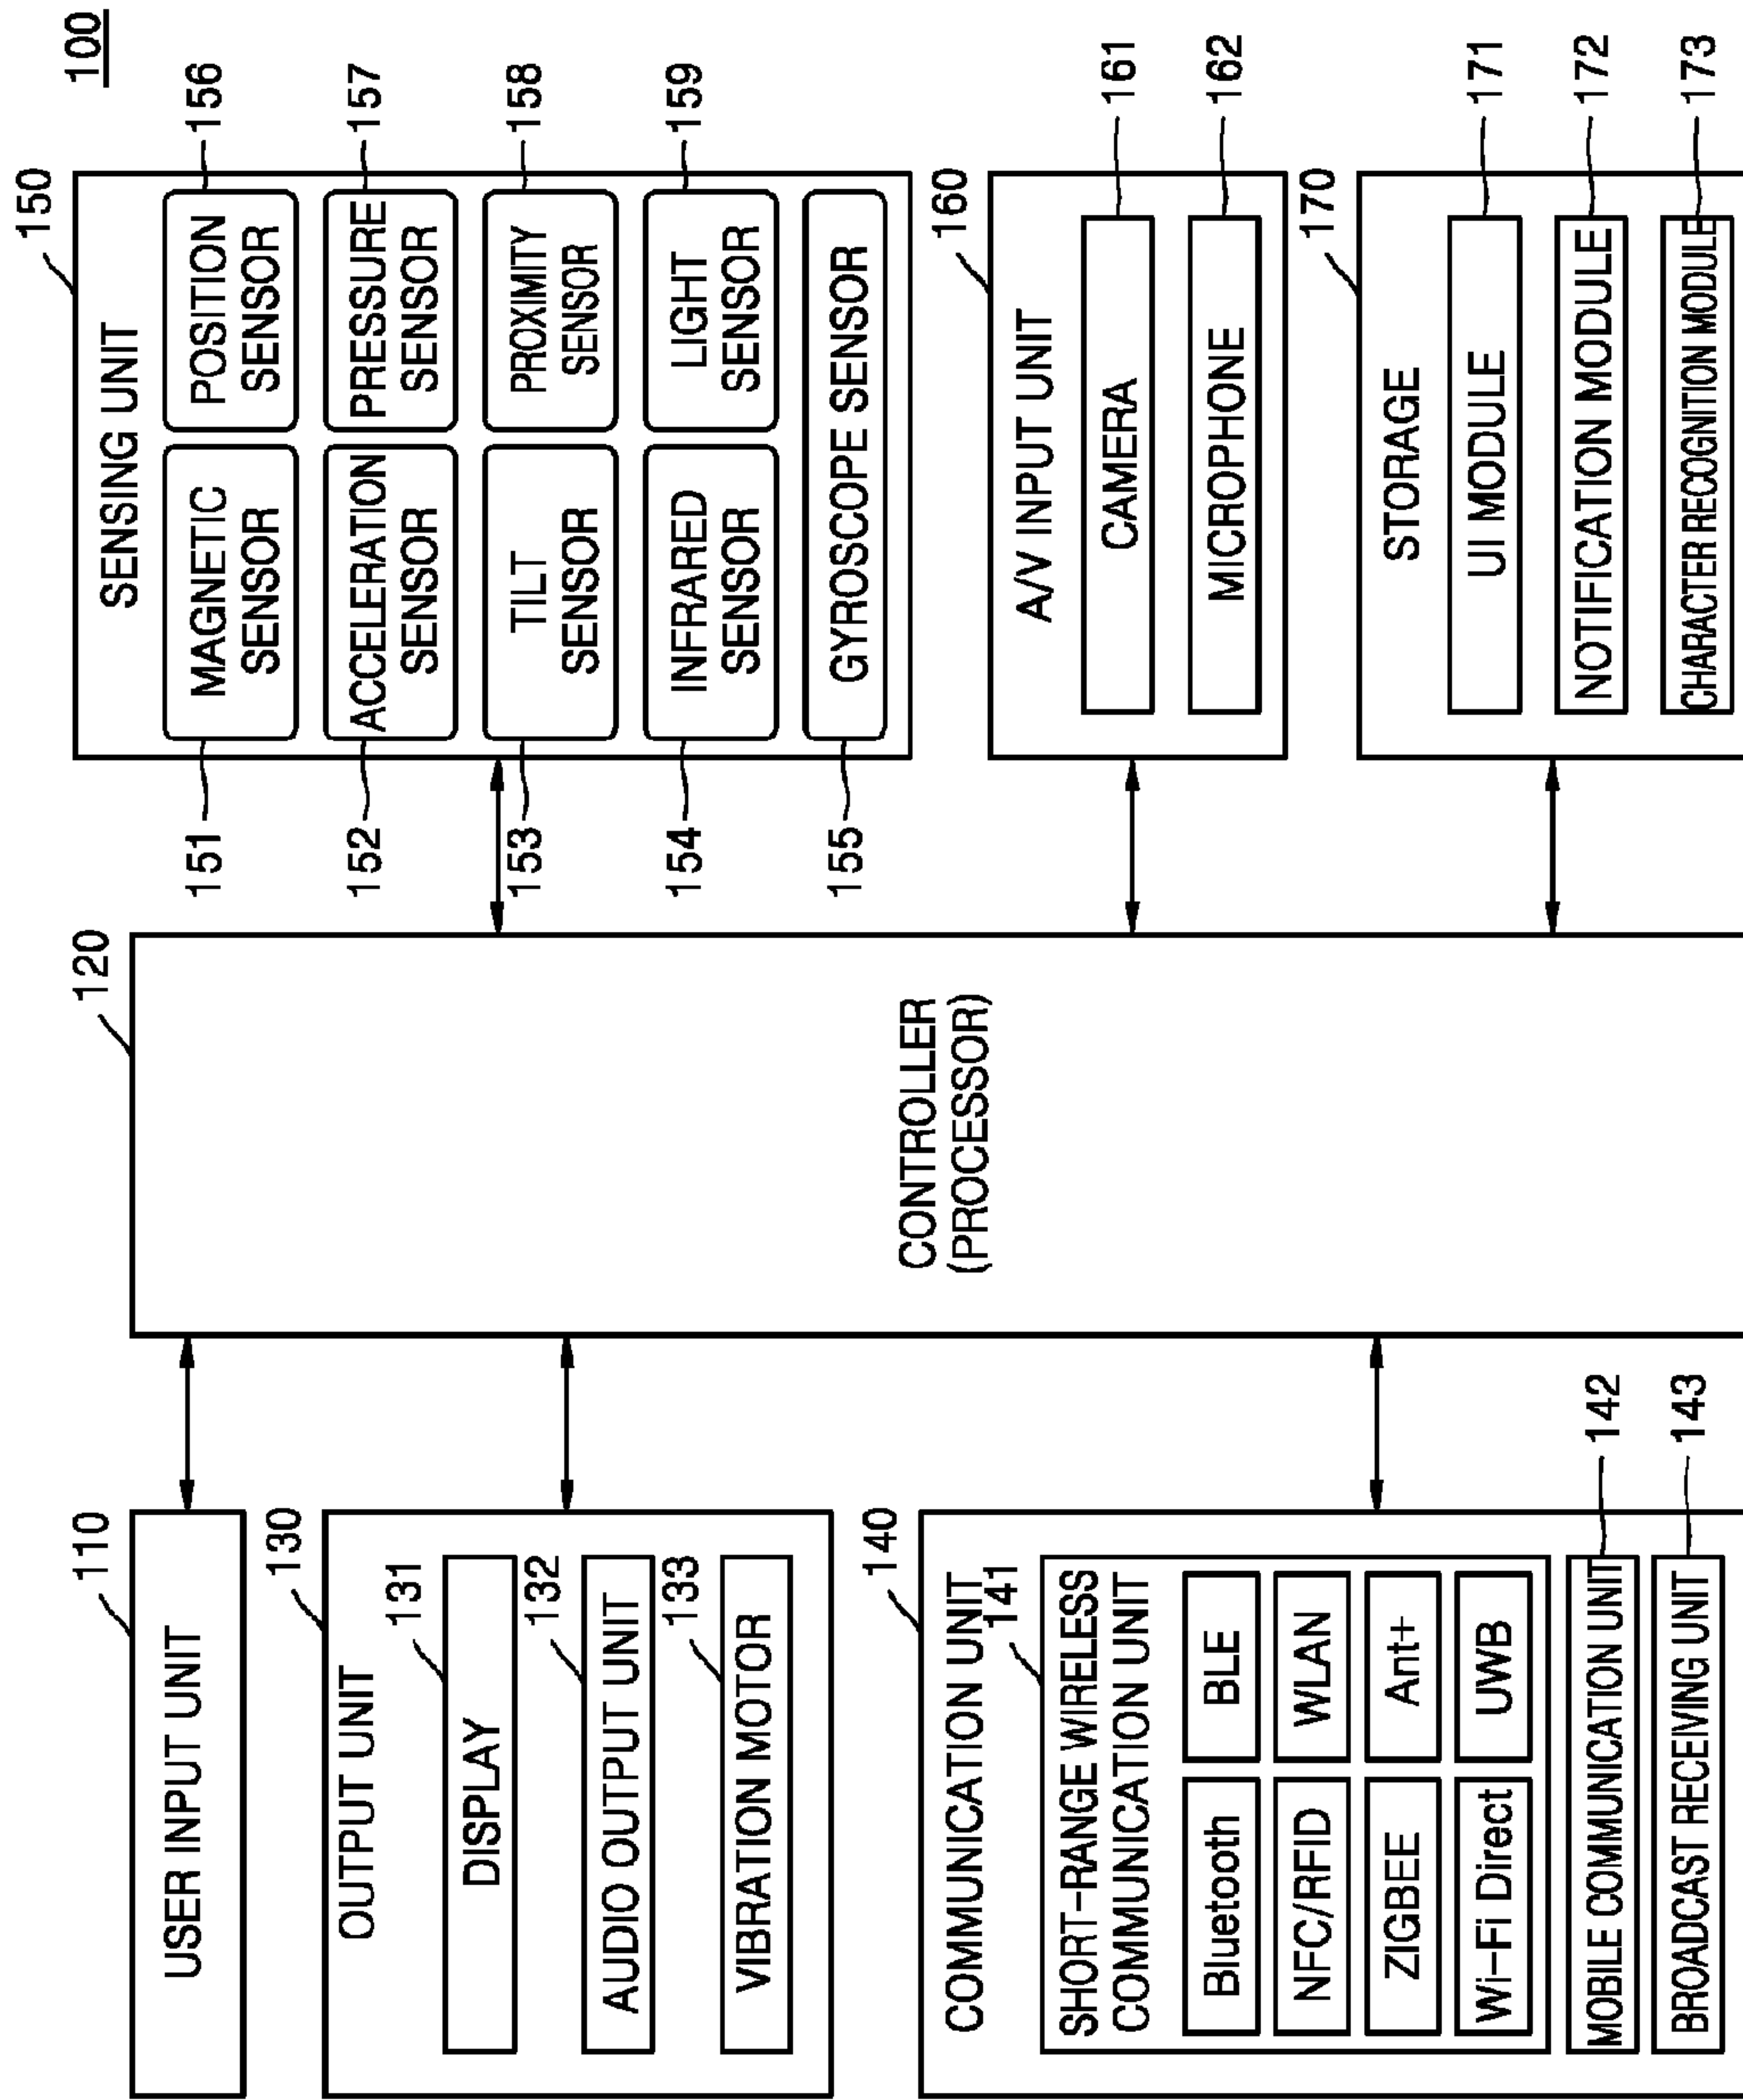 100
110
USER INPUT UNIT
130
OUTPUT UNIT
131
DISPLAY
132
AUDIO OUTPUT UNIT
133
VIBRATION MOTOR
140
COMMUNICATION UNIT
141
SHORT-RANGE WIRELESS
COMMUNICATION UNIT
Bluetooth
BLE
NFC/RFID
WLAN
ZIGBEE
Ant+
Wi-Fi Direct
UWB
MOBILE COMMUNICATION UNIT
142
BROADCAST RECEIVING UNIT
143
120
CONTROLLER
(PROCESSOR)
150
SENSING UNIT
151
MAGNETIC
SENSOR
POSITION
SENSOR
156
152
ACCELERATION
SENSOR
PRESSURE
SENSOR
157
153
TILT
SENSOR
PROXIMITY
SENSOR
158
154
INFRARED
SENSOR
LIGHT
SENSOR
159
155
GYROSCOPE SENSOR
160
A/V INPUT UNIT
CAMERA
161
MICROPHONE
162
170
STORAGE
UI MODULE
171
NOTIFICATION MODULE
172
CHARACTER RECOGNITION MODULE
173